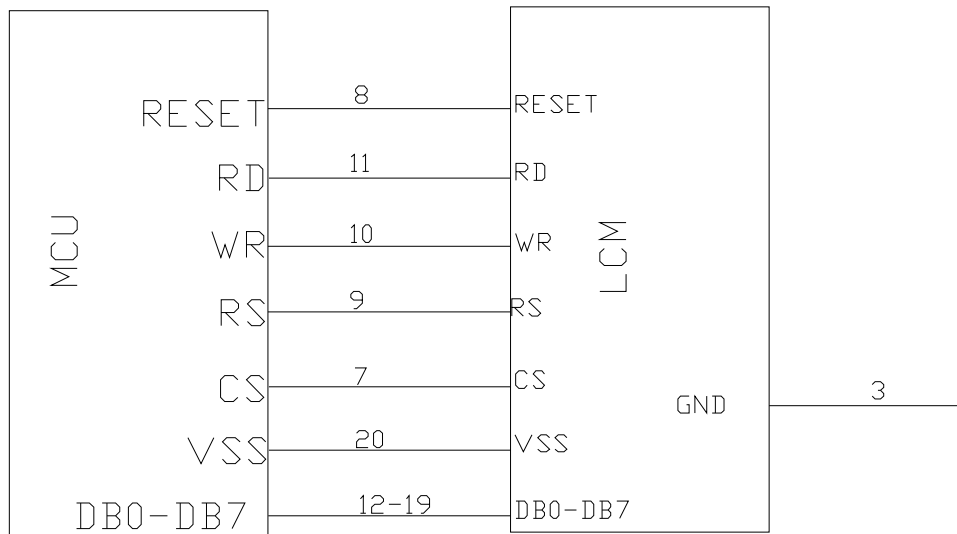 MCU
RESET 8 RESET
RD 11 RD
WR 10 WR
LCM
RS 9 RS
CS 7 CS
GND 3
VSS 20 VSS
DB0-DB7 12-19 DB0-DB7